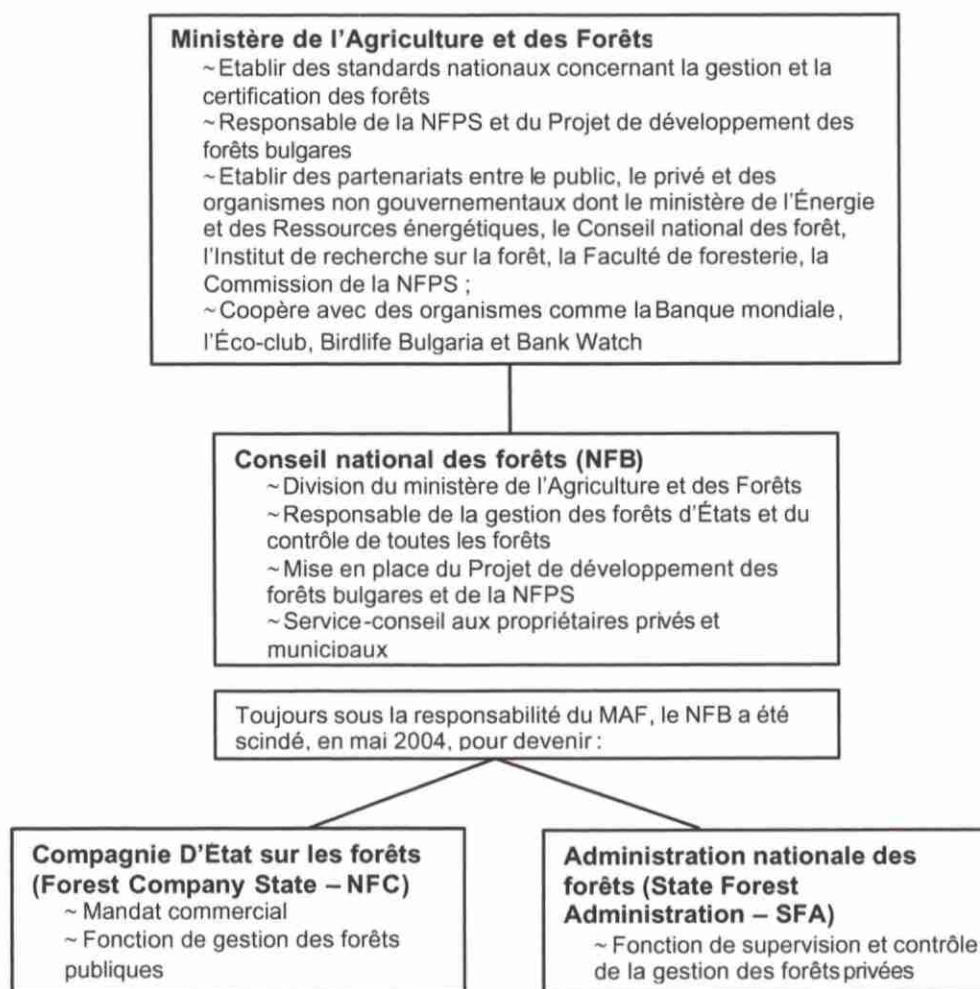 Ministère de l'Agriculture et des Forêts
~Etablir des standards nationaux concernant la gestion et la
certification des forêts
~Responsable de la NFPS et du Projet de développement des
forêts bulgares
~Etablir des partenariats entre le public, le privé et des
organismes non gouvernementaux dont le ministère de l'Énergie
et des Ressources énergétiques, le Conseil national des forêt,
l'Institut de recherche sur la forêt, la Faculté de foresterie, la
Commission de la NFPS ;
~Coopère avec des organismes comme la Banque mondiale,
l'Éco-club, Birdlife Bulgaria et Bank Watch
Conseil national des forêts (NFB)
~Division du ministère de l'Agriculture et des Forêts
~Responsable de la gestion des forêts d'États et du
contrôle de toutes les forêts
~Mise en place du Projet de développement des
forêts bulgares et de la NFPS
~Service-conseil aux propriétaires privés et
municipaux
Toujours sous la responsabilité du MAF, le NFB a été
scindé, en mai 2004, pour devenir :
Compagnie D'État sur les forêts
(Forest Company State – NFC)
~ Mandat commercial
~ Fonction de gestion des forêts
publiques
Administration nationale des
forêts (State Forest
Administration – SFA)
~ Fonction de supervision et contrôle
de la gestion des forêts privées